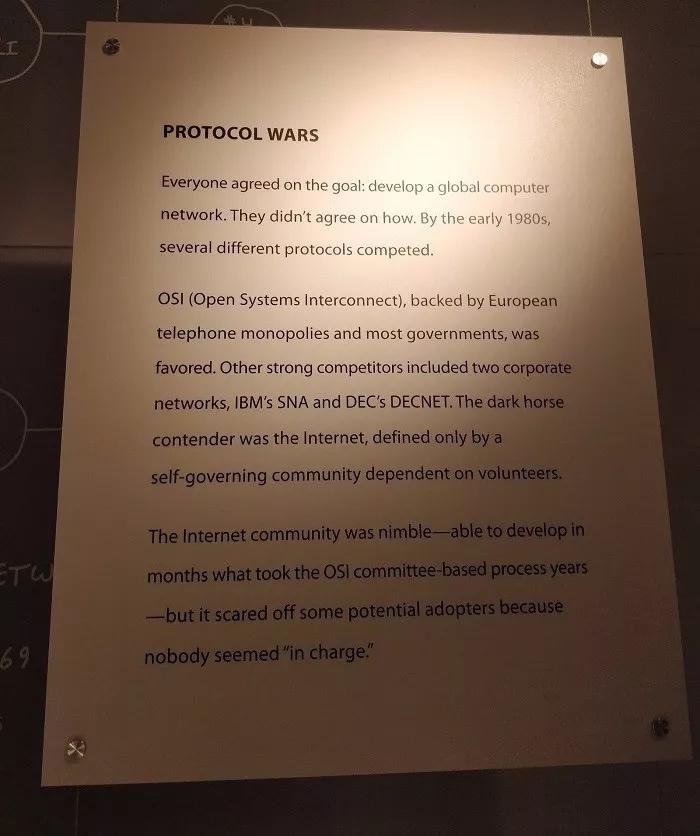 #4
I
PROTOCOL WARS
Everyone agreed on the goal: develop a global computer
network. They didn't agree on how. By the early 1980s,
several different protocols competed.
OSI (Open Systems Interconnect), backed by European
telephone monopolies and most governments, was
favored. Other strong competitors included two corporate
networks, IBM's SNA and DEC's DECNET. The dark horse
contender was the Internet, defined only by a
self-governing community dependent on volunteers.
The Internet community was nimble—able to develop in
months what took the OSI committee-based process years
—but it scared off some potential adopters because
nobody seemed "in charge."
ETW
69